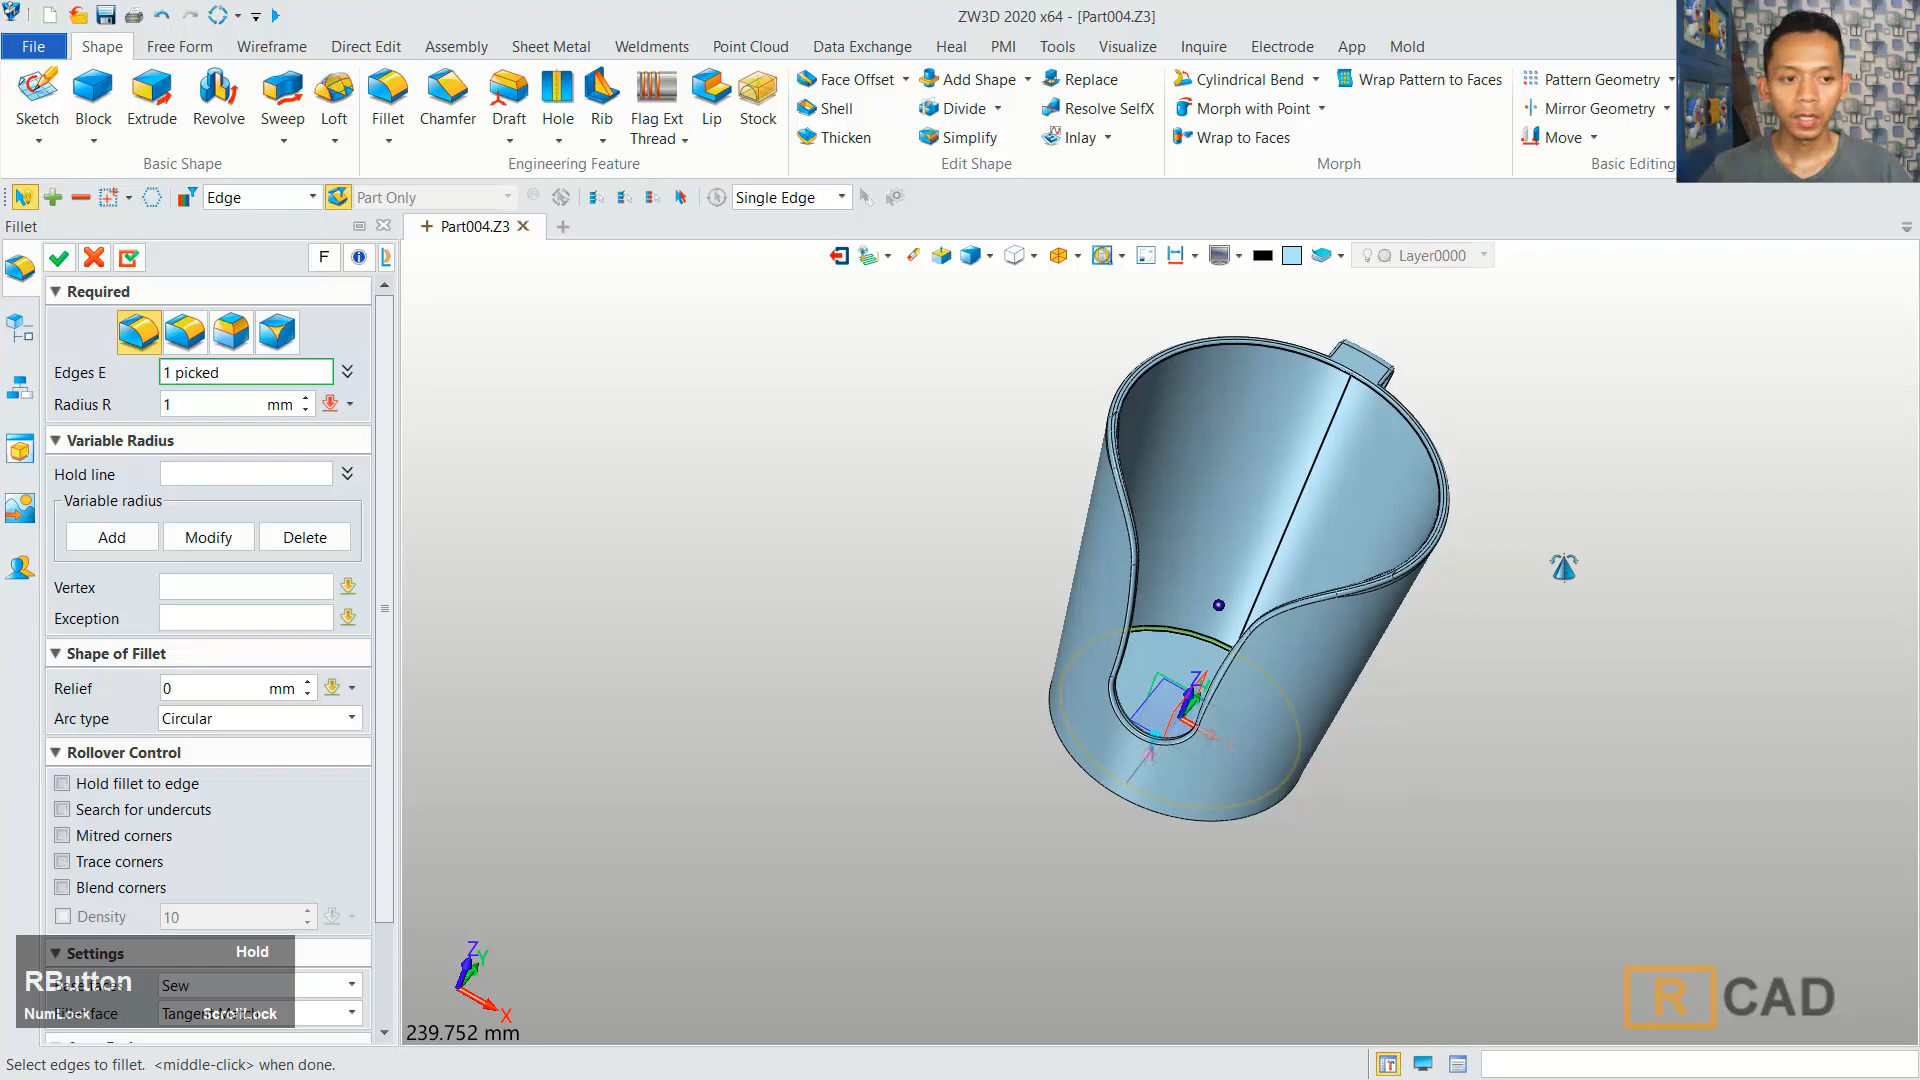 ZW3D 2020 x64 - [Part004.Z3]
File Shape Free Form Wireframe Direct Edit Assembly Sheet Metal Weldments Point Cloud Data Exchange Heal PMI Tools Visualize Inquire Electrode App Mold
Sketch Block Extrude Revolve Sweep Loft Fillet Chamfer Draft Hole Rib Flag Ext Thread Lip Stock
Face Offset Add Shape Replace Cylindrical Bend Wrap Pattern to Faces Pattern Geometry
Shell Divide Resolve SelfX Morph with Point Mirror Geometry
Thicken Simplify Inlay Wrap to Faces Move
Basic Shape Engineering Feature Edit Shape Morph Basic Editing
Edge Part Only Single Edge
Fillet
Part004.Z3
F
Layer0000
Required
Edges E 1 picked
Radius R 1 mm
Variable Radius
Hold line
Variable radius
Add Modify Delete
Vertex
Exception
Shape of Fillet
Relief 0 mm
Arc type Circular
Rollover Control
Hold fillet to edge
Search for undercuts
Mitred corners
Trace corners
Blend corners
Density 10
Settings Hold
RButton
Sew
NumLock ScrollLock
Z
Z
Y
X
239.752 mm
R CAD
Select edges to fillet. <middle-click> when done.